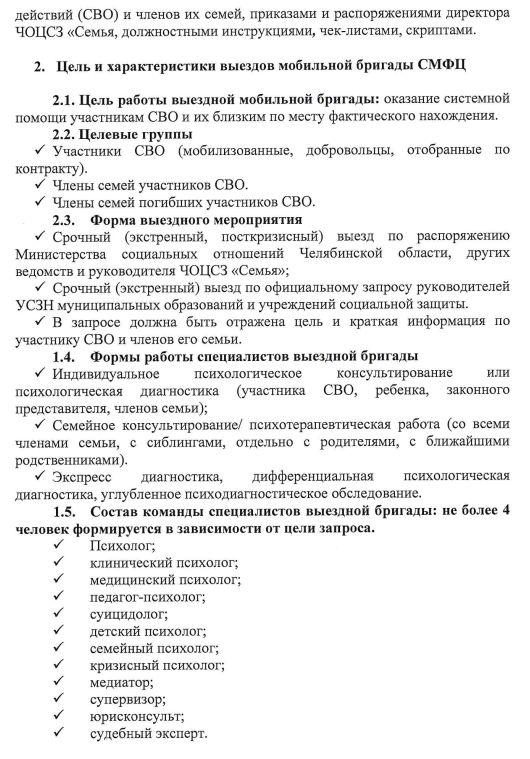 действий (СВО) и членов их семей, приказами и распоряжениями директора
ЧОЦСЗ «Семья, должностными инструкциями, чек-листами, скриптами.
2. Цель и характеристики выездов мобильной бригады СМФЦ
2.1. Цель работы выездной мобильной бригады: оказание системной
помощи участникам СВО и их близким по месту фактического нахождения.
2.2. Целевые группы
✓ Участники СВО (мобилизованные, добровольцы, отобранные по
контракту).
✓ Члены семей участников СВО.
✓ Члены семей погибших участников СВО.
2.3. Форма выездного мероприятия
✓ Срочный (экстренный, посткризисный) выезд по распоряжению
Министерства социальных отношений Челябинской области, других
ведомств и руководителя ЧОЦСЗ «Семья»;
✓ Срочный (экстренный) выезд по официальному запросу руководителей
УСЗН муниципальных образований и учреждений социальной защиты.
✓ В запросе должна быть отражена цель и краткая информация по
участнику СВО и членов его семьи.
1.4. Формы работы специалистов выездной бригады
✓ Индивидуальное психологическое консультирование или
психологическая диагностика (участника СВО, ребенка, законного
представителя, членов семьи);
✓ Семейное консультирование/ психотерапевтическая работа (со всеми
членами семьи, с сиблингами, отдельно с родителями, с ближайшими
родственниками).
✓ Экспресс диагностика, дифференциальная психологическая
диагностика, углубленное психодиагностическое обследование.
1.5. Состав команды специалистов выездной бригады: не более 4
человек формируется в зависимости от цели запроса.
✓ Психолог;
✓ клинический психолог;
✓ медицинский психолог;
✓ педагог-психолог;
✓ суицидолог;
✓ детский психолог;
✓ семейный психолог;
✓ кризисный психолог;
✓ медиатор;
✓ супервизор;
✓ юрисконсульт;
✓ судебный эксперт.